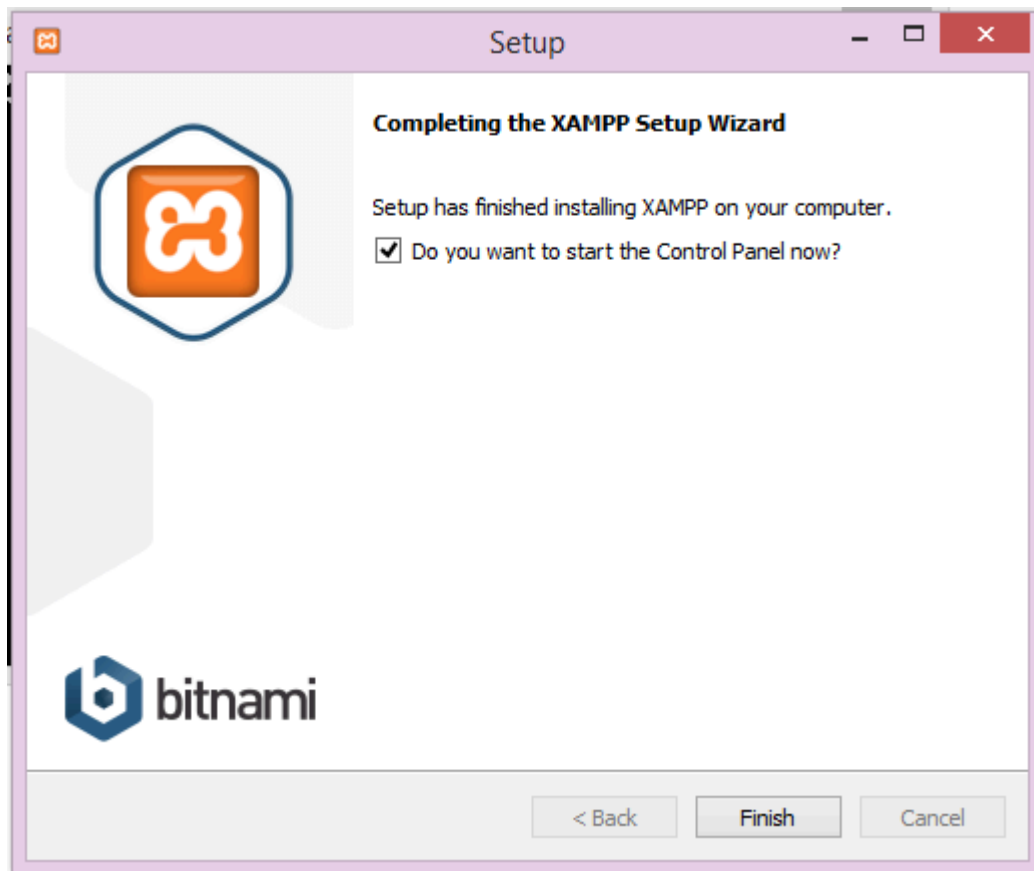 Setup
Completing the XAMPP Setup Wizard
Setup has finished installing XAMPP on your computer.
Do you want to start the Control Panel now?
bitnami
< Back
Finish
Cancel